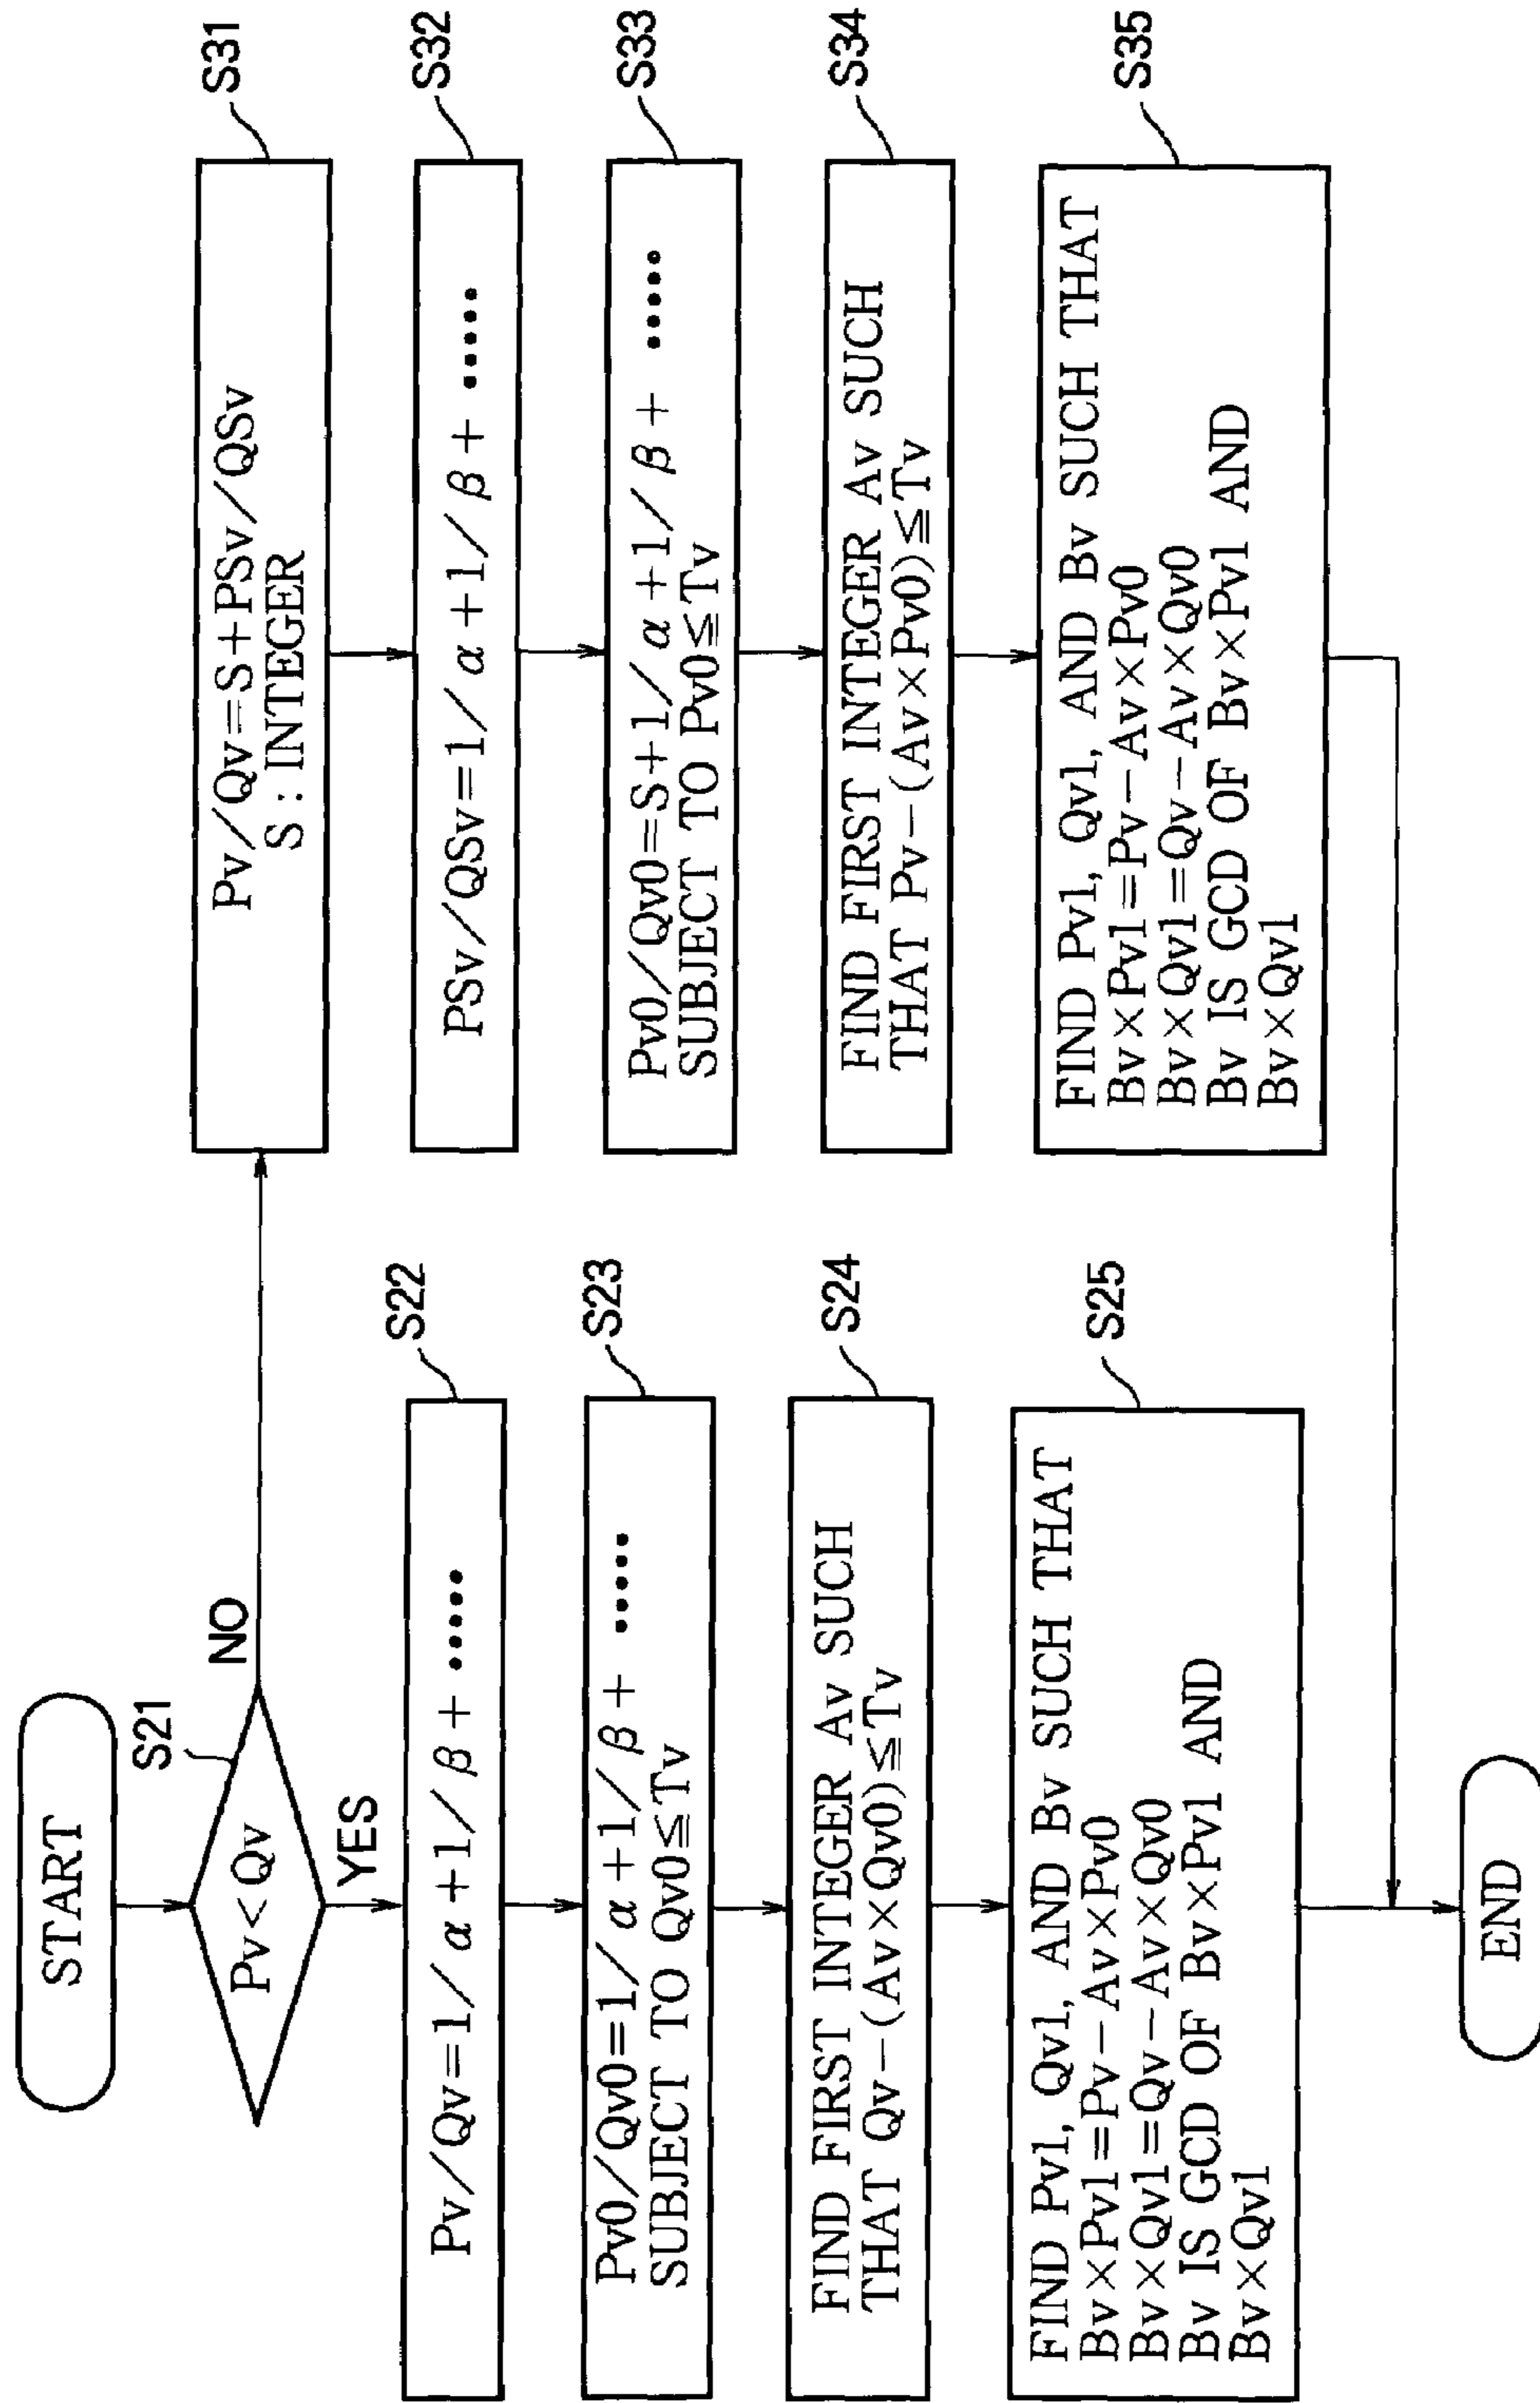 START
S21
Pv<Qv
NO
YES
S22
Pv/Qv=1/α+1/β+ ·····
S23
Pv0/Qv0=1/α+1/β+ ·····
SUBJECT TO Qv0≦Tv
S24
FIND FIRST INTEGER Av SUCH
THAT Qv-(Av×Qv0)≦Tv
S25
FIND Pv1, Qv1, AND Bv SUCH THAT
Bv×Pv1=Pv-Av×Pv0
Bv×Qv1=Qv-Av×Qv0
Bv IS GCD OF Bv×Pv1 AND
Bv×Qv1
S31
Pv/Qv=S+PSv/QSv
S : INTEGER
S32
PSv/QSv=1/α+1/β+ ·····
S33
Pv0/Qv0=S+1/α+1/β+ ·····
SUBJECT TO Pv0≦Tv
S34
FIND FIRST INTEGER Av SUCH
THAT Pv-(Av×Pv0)≦Tv
S35
FIND Pv1, Qv1, AND Bv SUCH THAT
Bv×Pv1=Pv-Av×Pv0
Bv×Qv1=Qv-Av×Qv0
Bv IS GCD OF Bv×Pv1 AND
Bv×Qv1
END